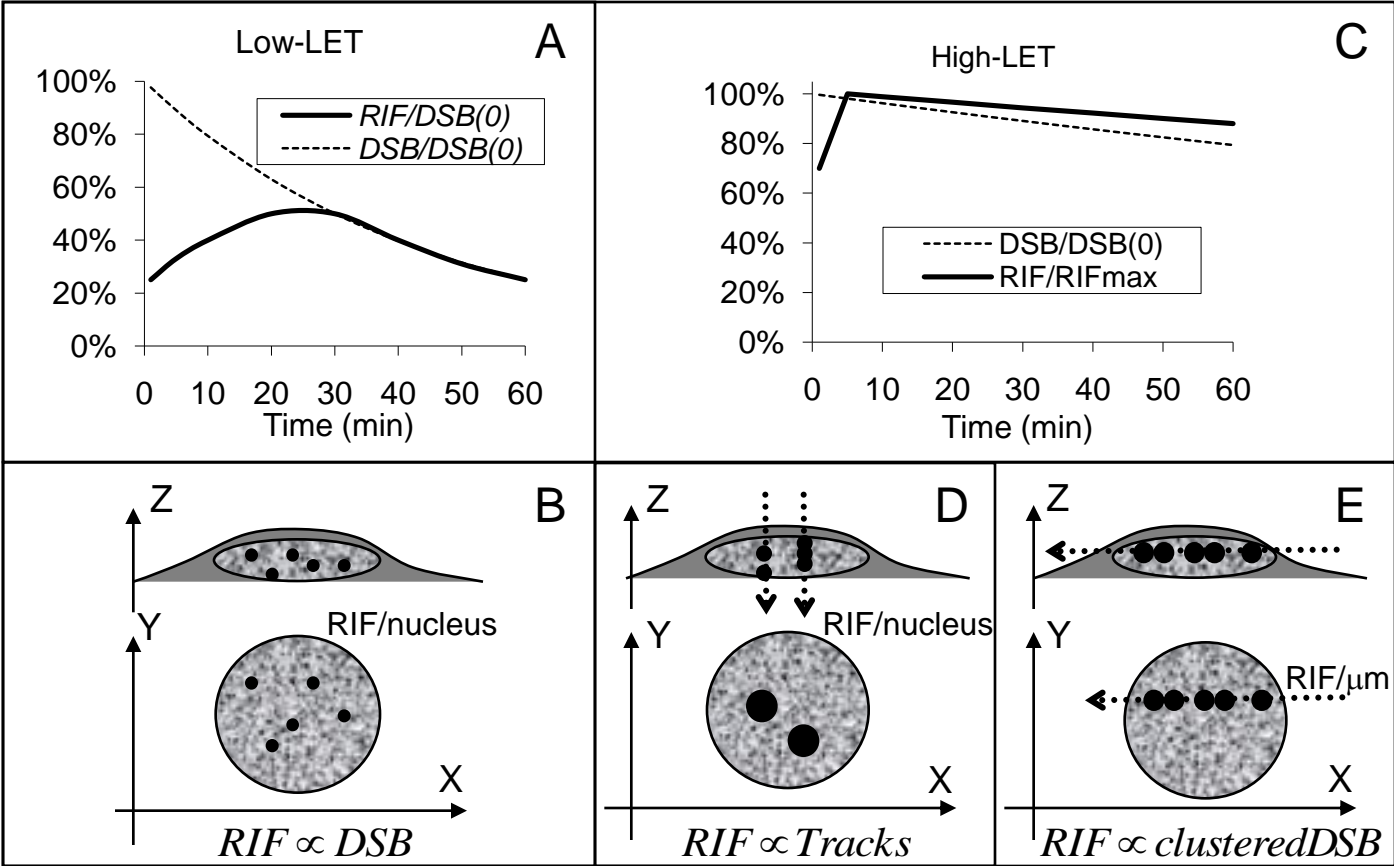 Low-LET
A
100%
80%
60%
40%
20%
0%
RIF/DSB(0)
DSB/DSB(0)
0 10 20 30 40 50 60
Time (min)
C
High-LET
100%
80%
60%
40%
20%
0%
DSB/DSB(0)
RIF/RIFmax
0 10 20 30 40 50 60
Time (min)
B
Z
Y
RIF/nucleus
X
RIF ∝ DSB
D
Z
Y
RIF/nucleus
X
RIF ∝ Tracks
E
Z
Y
RIF/μm
X
RIF ∝ clusteredDSB